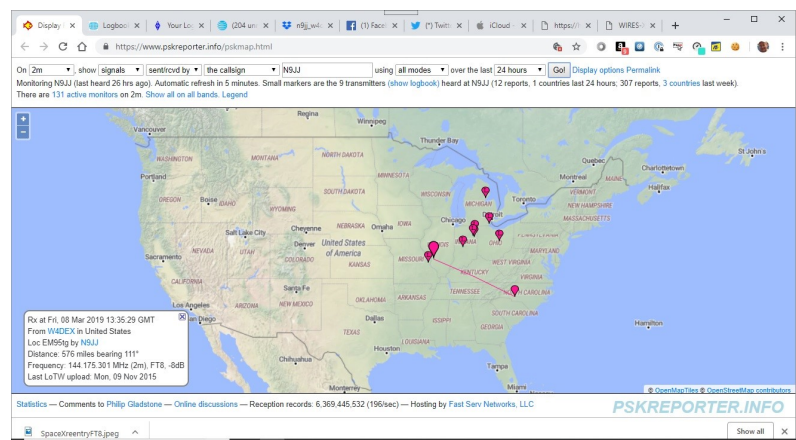 Display
Logboo
Your Lo
(204 un
n9jj_w4
(1) Face
(*) Twitt
iCloud
https://
WIRES-
https://www.pskreporter.info/pskmap.html
On 2m , show signals sent/rcvd by the callsign N9JJ using all modes over the last 24 hours Go! Display options Permalink
Monitoring N9JJ (last heard 26 hrs ago). Automatic refresh in 5 minutes. Small markers are the 9 transmitters (show logbook) heard at N9JJ (12 reports, 1 countries last 24 hours; 307 reports, 3 countries last week).
There are 131 active monitors on 2m. Show all on all bands. Legend
+
−
Regina
Winnipeg
Vancouver
Thunder Bay
St John's
WASHINGTON
MONTANA
NORTH DAKOTA
Quebec
Charlottetown
Portland
MINNESOTA
Montreal
MAINE
Halifax
OREGON
Boise
IDAHO
SOUTH DAKOTA
WISCONSIN
MICHIGAN
Toronto
VERMONT
WYOMING
NEW HAMPSHIRE
Chicago
MASSACHUSETTS
Salt Lake City
Cheyenne
NEBRASKA
Omaha
IOWA
OHIO
NEVADA
UTAH
Denver
United States
of America
MARYLAND
Sacramento
COLORADO
KANSAS
MISSOURI
WEST VIRGINIA
KENTUCKY
VIRGINIA
CALIFORNIA
Santa Fe
TENNESSEE
NORTH CAROLINA
Los Angeles
ARIZONA
NEW MEXICO
OKLAHOMA
ARKANSAS
SOUTH CAROLINA
San Diego
Dallas
MISSISSIPPI
GEORGIA
Hamilton
TEXAS
LOUISIANA
Houston
Chihuahua
Tampa
Monterrey
Miami
Rx at Fri, 08 Mar 2019 13:35:29 GMT
From W4DEX in United States
Loc EM95tg by N9JJ
Distance: 576 miles bearing 111°
Frequency: 144.175.301 MHz (2m), FT8, -8dB
Last LoTW upload: Mon, 09 Nov 2015
© OpenMapTiles © OpenStreetMap contributors
Statistics — Comments to Philip Gladstone — Online discussions — Reception records: 6,369,445,532 (196/sec) — Hosting by Fast Serv Networks, LLC
PSKREPORTER.INFO
SpaceXreentryFT8.jpeg
Show all